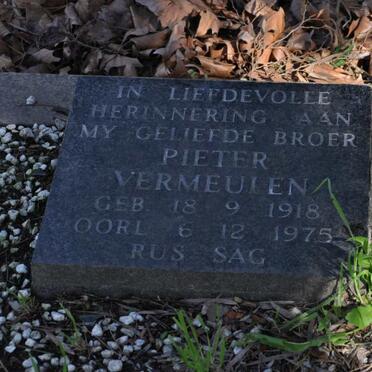 IN LIEFDEVOLLE
HERINNERING AAN
MY GELIEFDE BROER
PIETER
VERMEULEN
GEB 18 9 1918
OORL 6 12 1975
RUS SAG